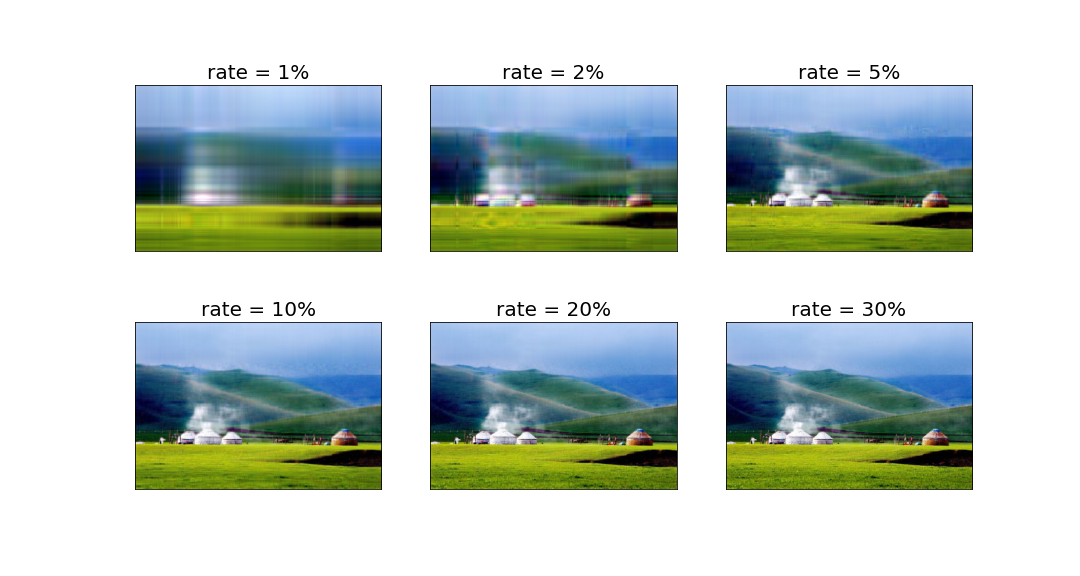 rate = 1%
rate = 2%
rate = 5%
rate = 10%
rate = 20%
rate = 30%